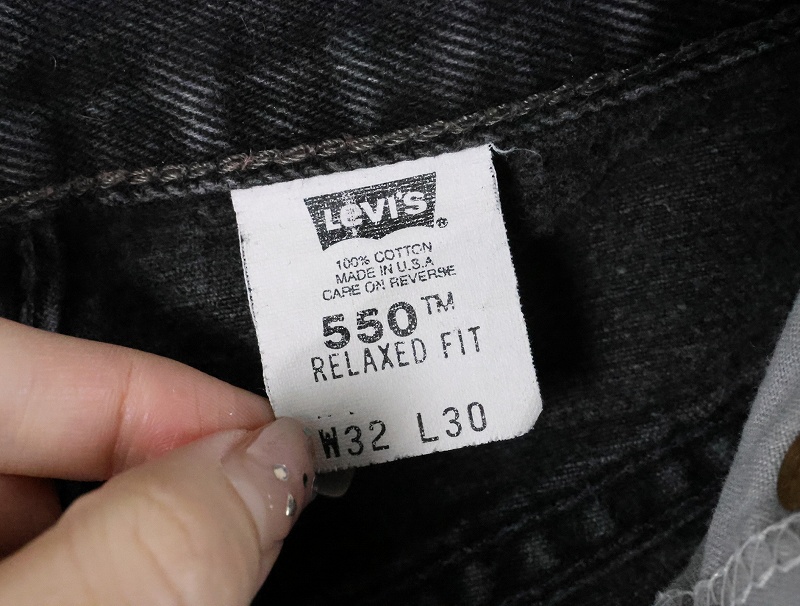 LEVI'S®
100% COTTON
MADE IN U.S.A
CARE ON REVERSE
550™
RELAXED FIT
W32 L30